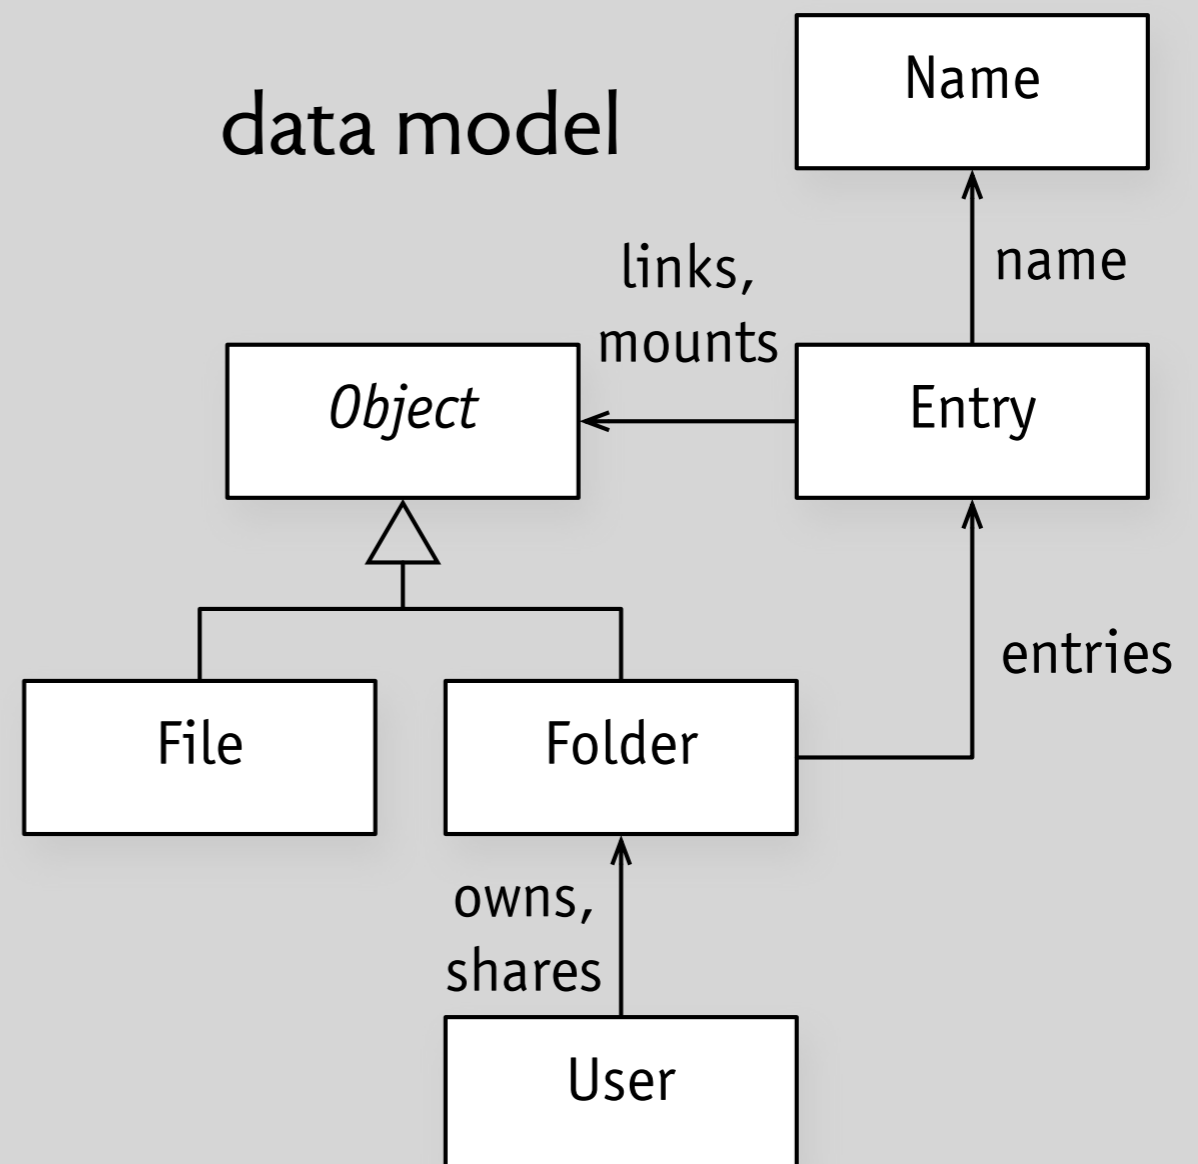 data model
Name
name
links,
mounts
Object
Entry
entries
File
Folder
owns,
shares
User